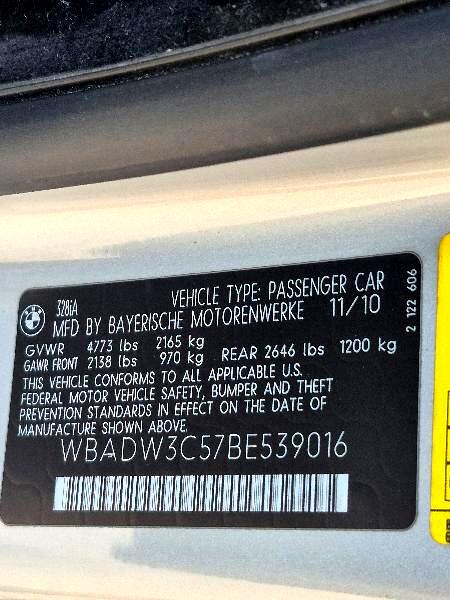 328iA VEHICLE TYPE: PASSENGER CAR
MFD BY BAYERISCHE MOTORENWERKE 11/10
GVWR 4773 lbs 2165 kg
GAWR FRONT 2138 lbs 970 kg REAR 2646 lbs 1200 kg
THIS VEHICLE CONFORMS TO ALL APPLICABLE U.S.
FEDERAL MOTOR VEHICLE SAFETY, BUMPER AND THEFT
PREVENTION STANDARDS IN EFFECT ON THE DATE OF
MANUFACTURE SHOWN ABOVE.
WBADW3C57BE539016
2 122 606
BMW